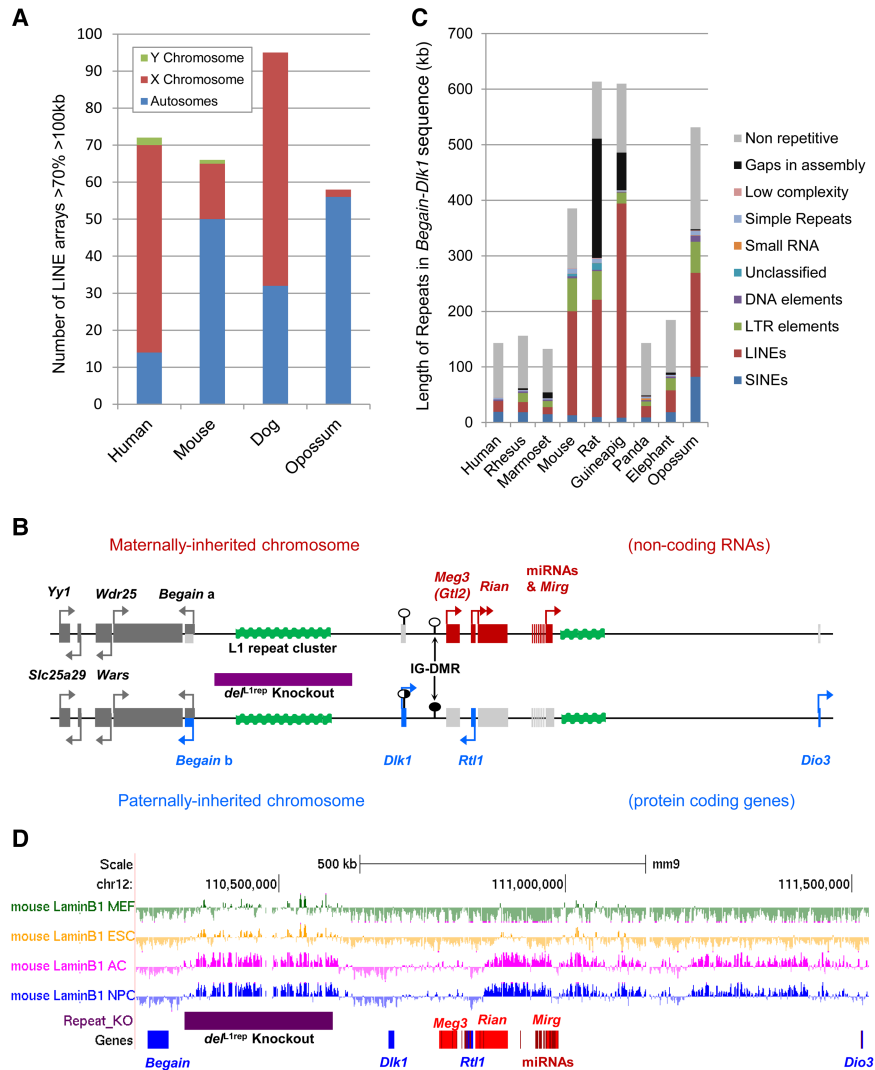 A
Number of LINE arrays >70% >100kb
100
90
80
70
60
50
40
30
20
10
0
Y Chromosome
X Chromosome
Autosomes
Human
Mouse
Dog
Opossum
C
Length of Repeats in Begain-Dlk1 sequence (kb)
700
600
500
400
300
200
100
0
Human
Rhesus
Marmoset
Mouse
Rat
Guineapig
Panda
Elephant
Opossum
Non repetitive
Gaps in assembly
Low complexity
Simple Repeats
Small RNA
Unclassified
DNA elements
LTR elements
LINEs
SINEs
B
Maternally-inherited chromosome
(non-coding RNAs)
Yy1
Wdr25
Begain a
Meg3
(Gtl2)
Rian
miRNAs
& Mirg
L1 repeat cluster
IG-DMR
Slc25a29
Wars
delL1rep Knockout
Begain b
Dlk1
Rtl1
Dio3
Paternally-inherited chromosome
(protein coding genes)
D
Scale
500 kb
mm9
chr12:
110,500,000
111,000,000
111,500,000
mouse LaminB1 MEF
mouse LaminB1 ESC
mouse LaminB1 AC
mouse LaminB1 NPC
Repeat_KO
Genes
delL1rep Knockout
Meg3
Rian
Mirg
Begain
Dlk1
Rtl1
miRNAs
Dio3